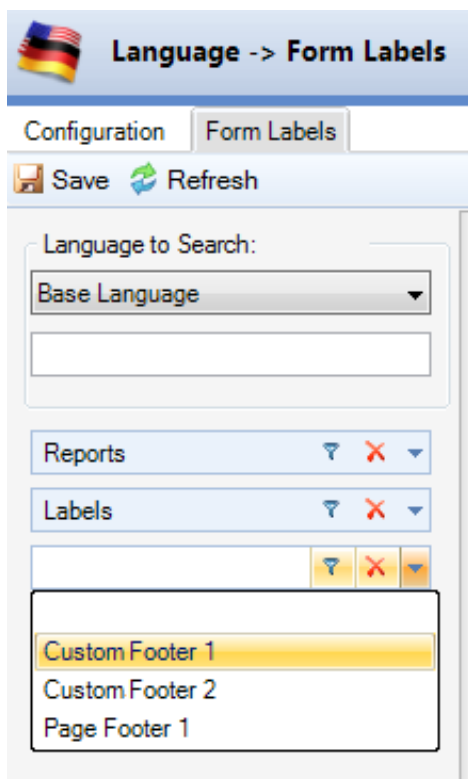 Language -> Form Labels
Configuration Form Labels
Save Refresh
Language to Search:
Base Language
Reports
Labels
Custom Footer 1
Custom Footer 2
Page Footer 1